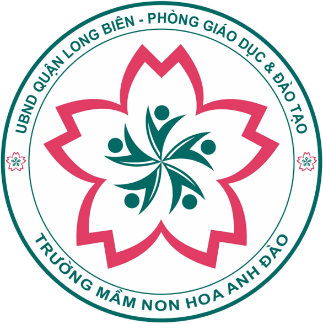 UBND QUẬN LONG BIÊN - PHÒNG GIÁO DỤC & ĐÀO TẠO
TRƯỜNG MẦM NON HOA ANH ĐÀO